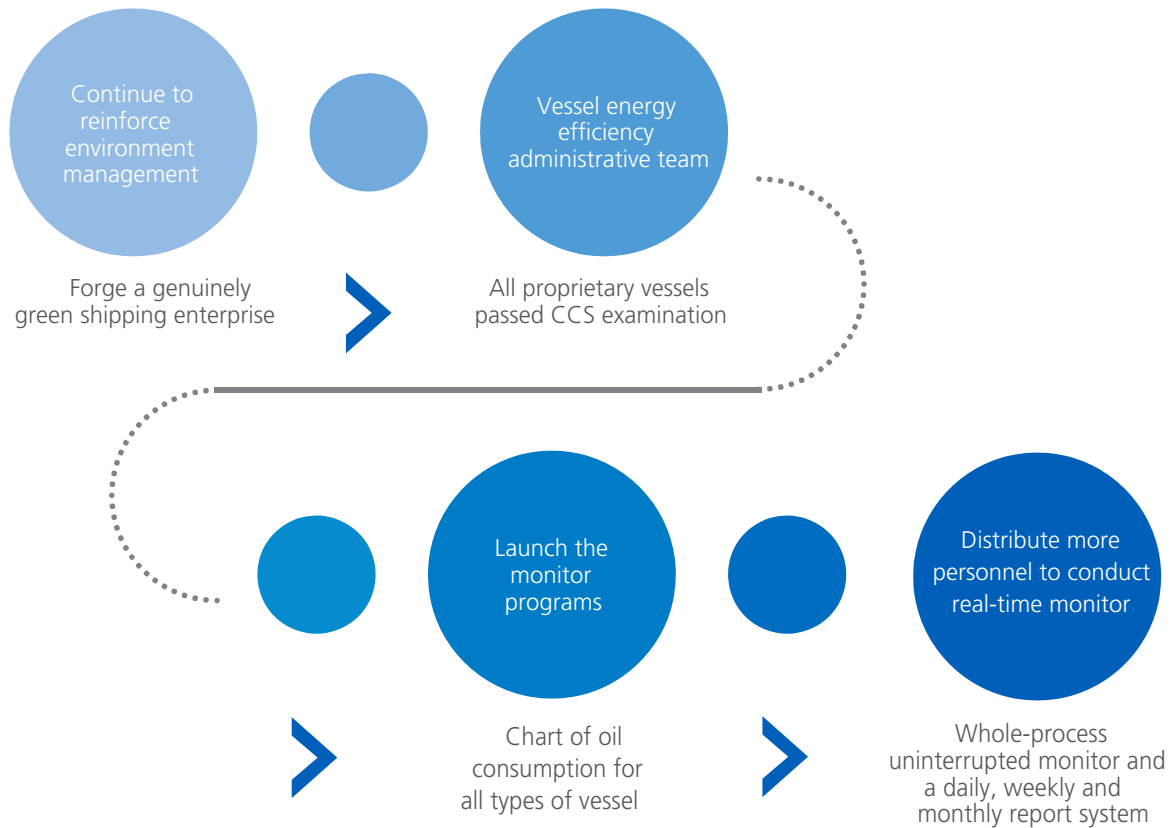 Continue to
reinforce
environment
management
Vessel energy
efficiency
administrative team
Forge a genuinely
green shipping enterprise
All proprietary vessels
passed CCS examination
Launch the
monitor
programs
Distribute more
personnel to conduct
real-time monitor
Chart of oil
consumption for
all types of vessel
Whole-process
uninterrupted monitor and
a daily, weekly and
monthly report system